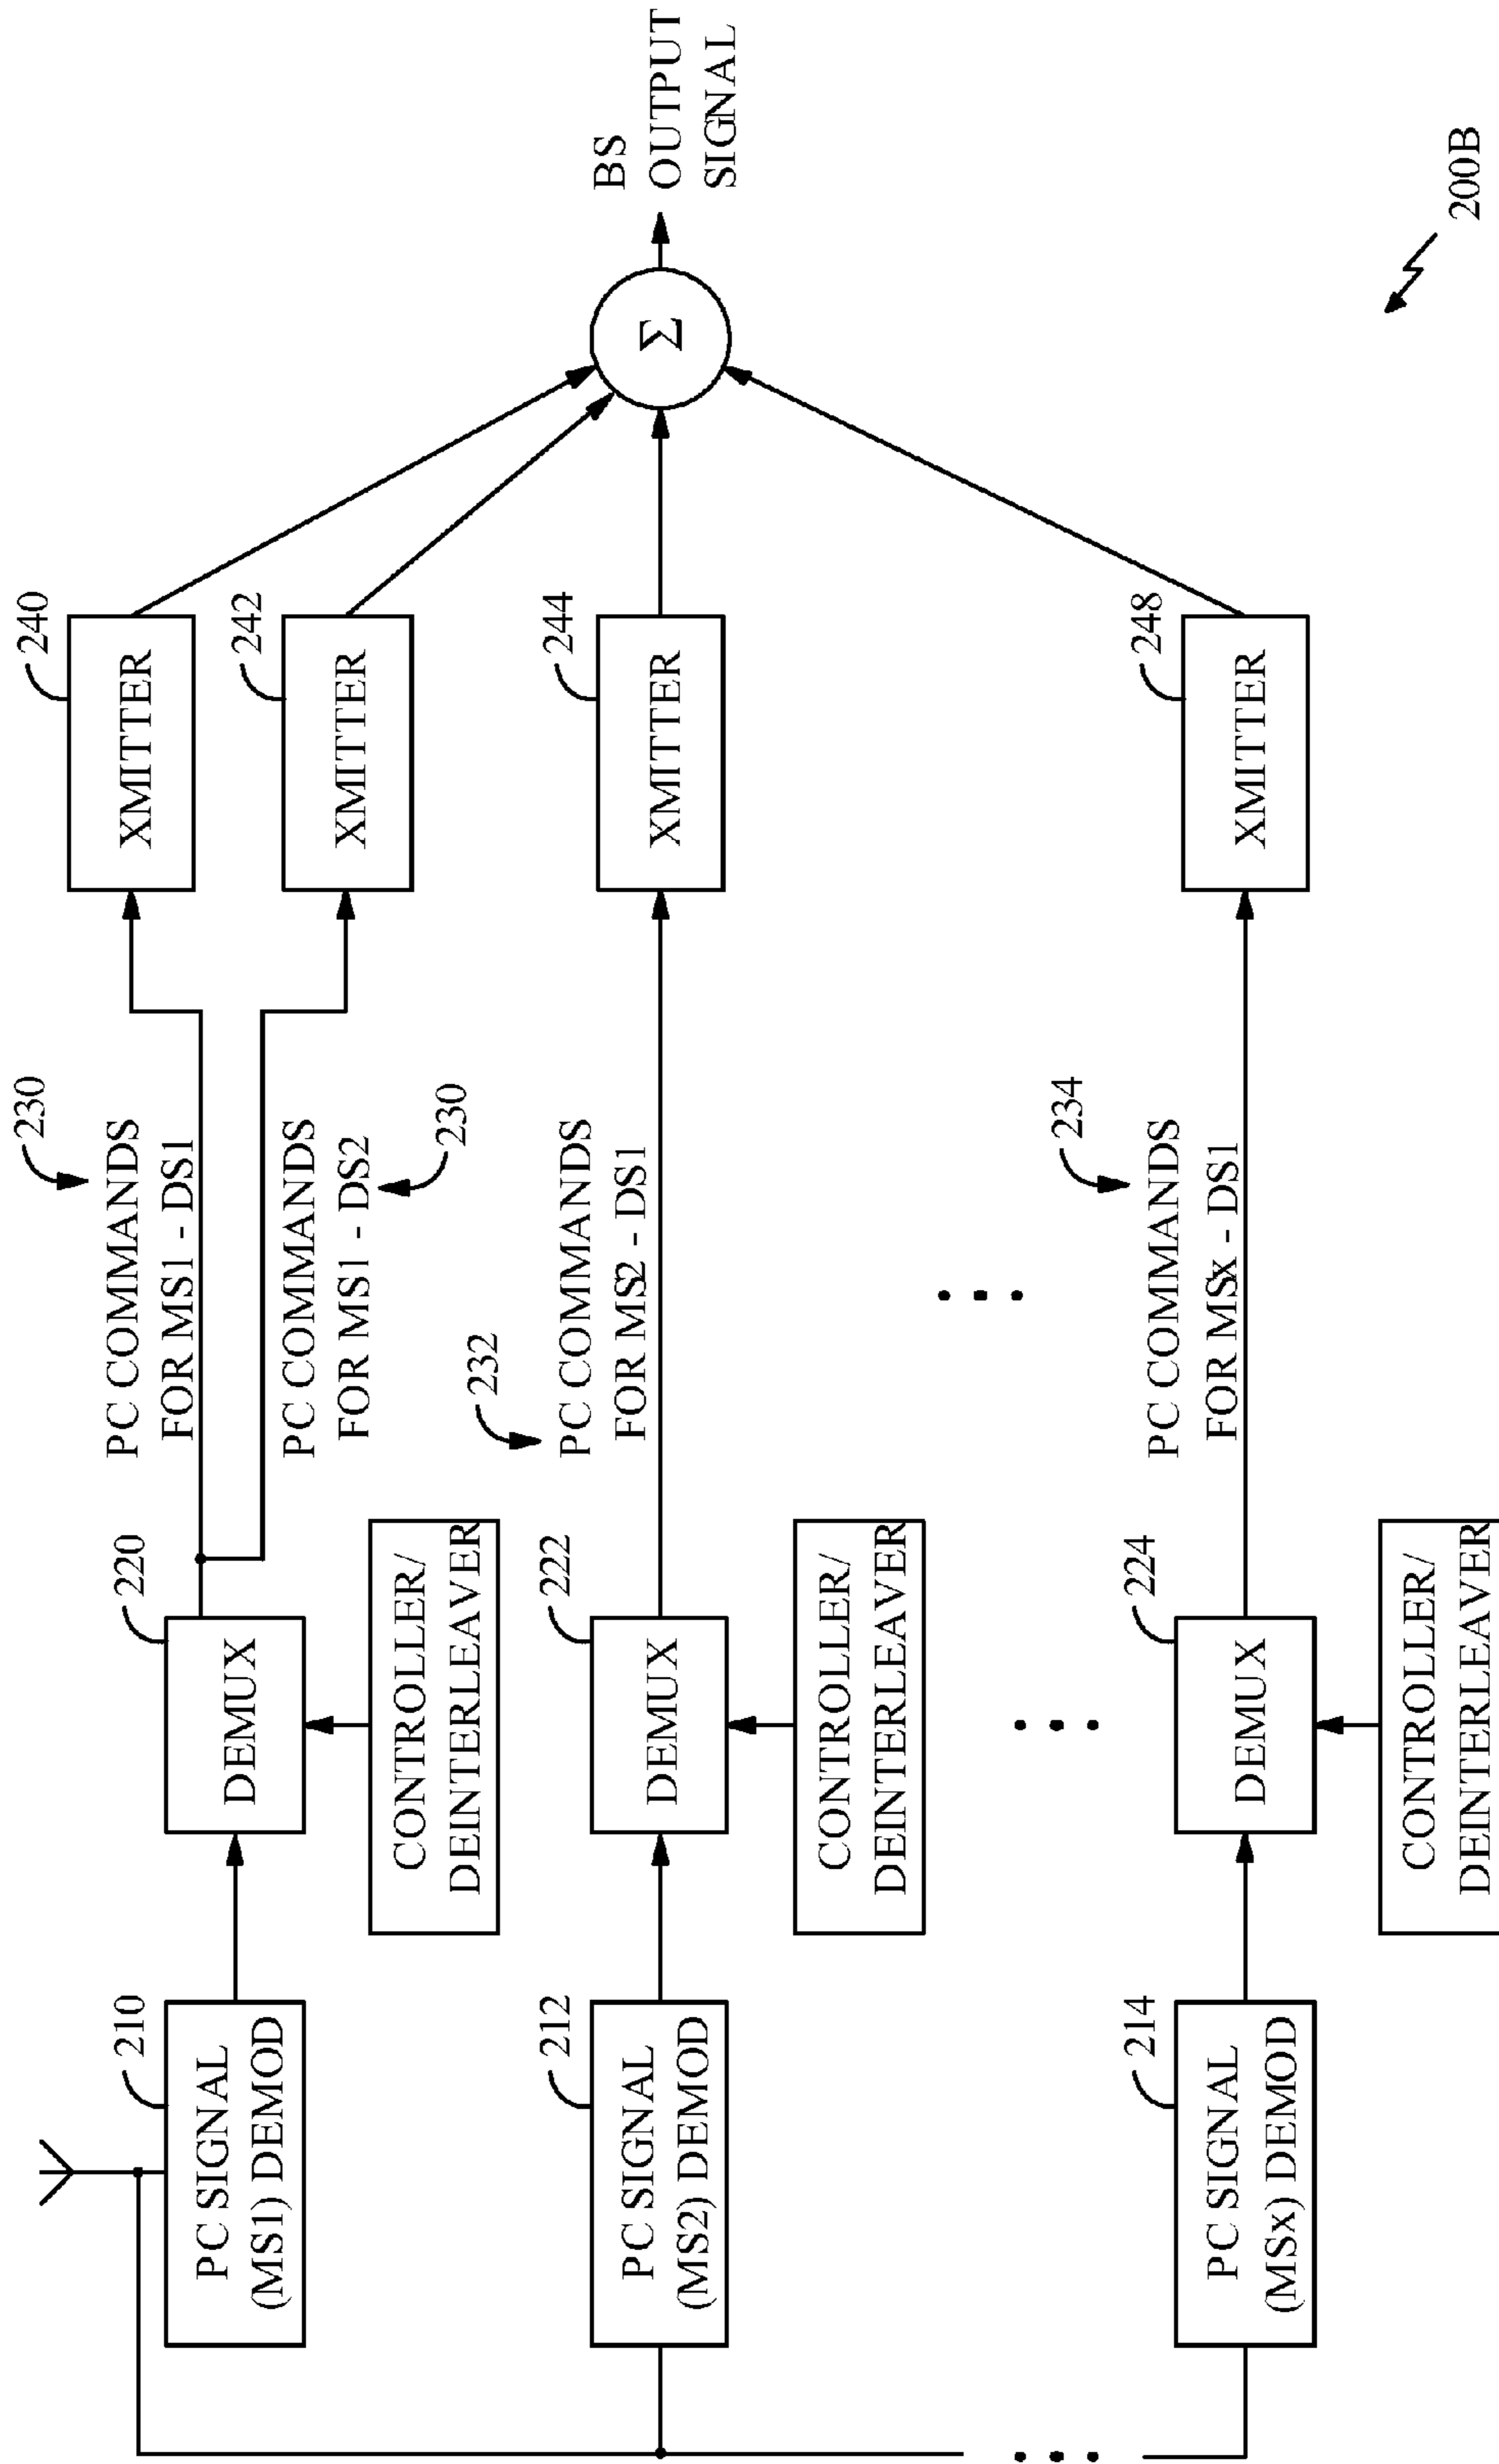 210
PC SIGNAL
(MS1) DEMOD
220
DEMUX
CONTROLLER/
DEINTERLEAVER
230
PC COMMANDS
FOR MS1 - DS1
PC COMMANDS
FOR MS1 - DS2
230
240
XMITTER
242
XMITTER
212
PC SIGNAL
(MS2) DEMOD
222
DEMUX
CONTROLLER/
DEINTERLEAVER
232
PC COMMANDS
FOR MS2 - DS1
244
XMITTER
Σ
BS
OUTPUT
SIGNAL
214
PC SIGNAL
(MSx) DEMOD
224
DEMUX
CONTROLLER/
DEINTERLEAVER
234
PC COMMANDS
FOR MSx - DS1
248
XMITTER
200B